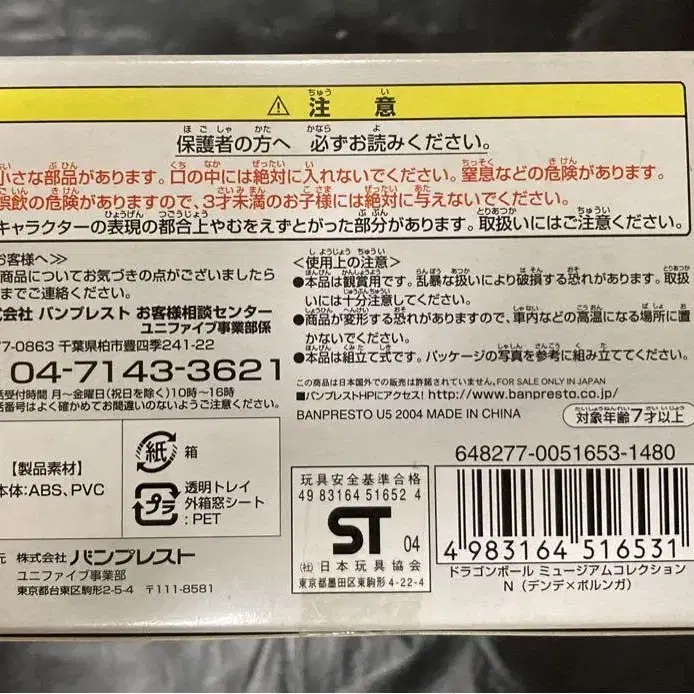 ⚠ 注意
保護者の方へ 必ずお読みください。
小さな部品があります。口の中には絶対に入れないでください。窒息などの危険があります。
誤飲の危険がありますので、3才未満のお子様には絶対に与えないでください。
キャラクターの表現の都合上やむをえずとがった部分があります。取扱いにはご注意ください。
お客様へ>
商品についてお気づきの点がございましたら
までご連絡ください。
式会社 バンプレスト お客様相談センター
ユニファイブ事業部係
77-0863 千葉県柏市豊四季241-22
04-7143-3621
話受付時間 月〜金曜日(祝日を除く)10時〜16時
話番号はよく確かめてお間違いのないようご注意ください。
<使用上の注意>
●本品は観賞用です。乱暴な扱いにより破損する恐れがあります。取扱
いには十分注意してください。
●商品が変形する恐れがありますので、車内などの高温になる場所に置
かないでください。
●本品は組立て式です。パッケージの写真を参考に組み立ててください。
この商品は日本国外での販売は許諾されていません。FOR SALE ONLY IN JAPAN
■バンプレストHPにアクセス! http://www.banpresto.co.jp/
BANPRESTO U5 2004 MADE IN CHINA
対象年齢7才以上
【製品素材】
本体:ABS、PVC
紙 箱
プラ 透明トレイ
外箱窓シート
:PET
元 株式会社 バンプレスト
ユニファイブ事業部
東京都台東区駒形2-5-4 〒111-8581
玩具安全基準合格
49 83164 51652 4
ST 04
(社)日本玩具協会
東京都墨田区東駒形4-22-4
648277-0051653-1480
4 983164 516531
ドラゴンボール ミュージアムコレクション
N(デンデ×ポルンガ)